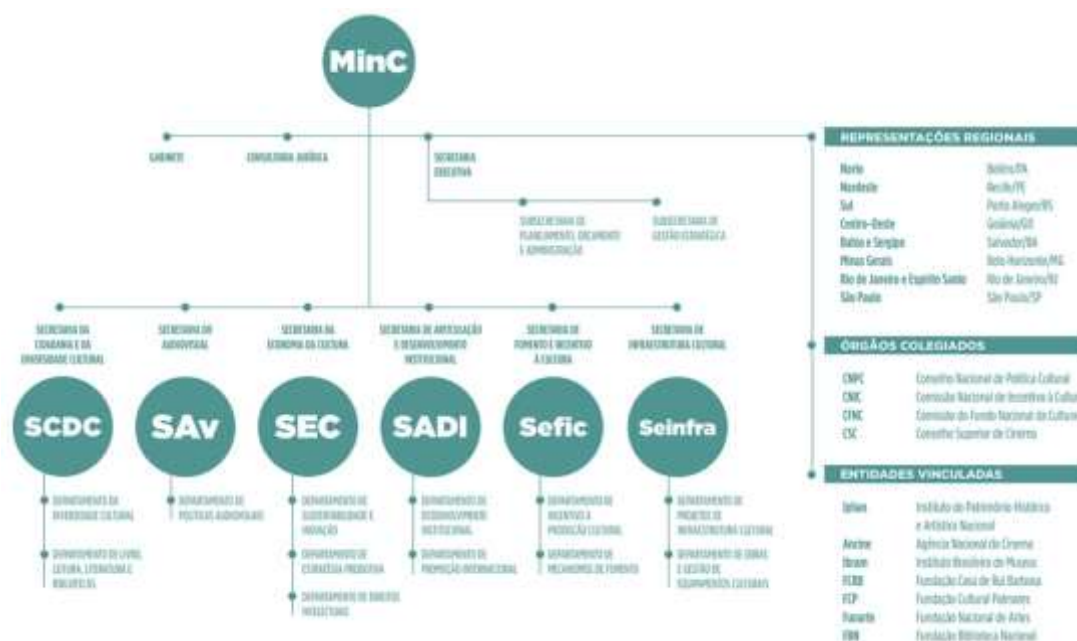 MinC
GABINETE
CONSULTORIA JURÍDICA
SECRETARIA
EXECUTIVA
SUBSECRETARIA DE
PLANEJAMENTO, ORÇAMENTO
E ADMINISTRAÇÃO
SUBSECRETARIA DE
GESTÃO ESTRATÉGICA
SECRETARIA DA
CIDADANIA E DA
DIVERSIDADE CULTURAL
SECRETARIA DO
AUDIOVISUAL
SECRETARIA DA
ECONOMIA DA CULTURA
SECRETARIA DE ARTICULAÇÃO
E DESENVOLVIMENTO
INSTITUCIONAL
SECRETARIA DE
FOMENTO E INCENTIVO
À CULTURA
SECRETARIA DE
INFRAESTRUTURA CULTURAL
SCDC
SAv
SEC
SADI
Sefic
Seinfra
DEPARTAMENTO DA
DIVERSIDADE CULTURAL
DEPARTAMENTO DE LIVRO,
LEITURA, LITERATURA E
BIBLIOTECAS
DEPARTAMENTO DE
POLÍTICAS AUDIOVISUAIS
DEPARTAMENTO DE
SUSTENTABILIDADE E
INOVAÇÃO
DEPARTAMENTO DE
ESTRATÉGIA PRODUTIVA
DEPARTAMENTO DE DIREITOS
INTELECTUAIS
DEPARTAMENTO DE
DESENVOLVIMENTO
INSTITUCIONAL
DEPARTAMENTO DE
PROMOÇÃO INTERNACIONAL
DEPARTAMENTO DE
INCENTIVO À
PRODUÇÃO CULTURAL
DEPARTAMENTO DE
MECANISMOS DE FOMENTO
DEPARTAMENTO DE
PROJETOS DE
INFRAESTRUTURA CULTURAL
DEPARTAMENTO DE OBRAS
E GESTÃO DE
EQUIPAMENTOS CULTURAIS
REPRESENTAÇÕES REGIONAIS
Norte Belém/PA
Nordeste Recife/PE
Sul Porto Alegre/RS
Centro-Oeste Goiânia/GO
Bahia e Sergipe Salvador/BA
Minas Gerais Belo Horizonte/MG
Rio de Janeiro e Espírito Santo Rio de Janeiro/RJ
São Paulo São Paulo/SP
ÓRGÃOS COLEGIADOS
CNPC Conselho Nacional de Política Cultural
CNIC Comissão Nacional de Incentivo à Cultu
CFNC Comissão do Fundo Nacional da Cultura
CSC Conselho Superior de Cinema
ENTIDADES VINCULADAS
Iphan Instituto do Patrimônio Histórico
e Artístico Nacional
Ancine Agência Nacional do Cinema
Ibram Instituto Brasileiro de Museus
FCRB Fundação Casa de Rui Barbosa
FCP Fundação Cultural Palmares
Funarte Fundação Nacional de Artes
FBN Fundação Biblioteca Nacional